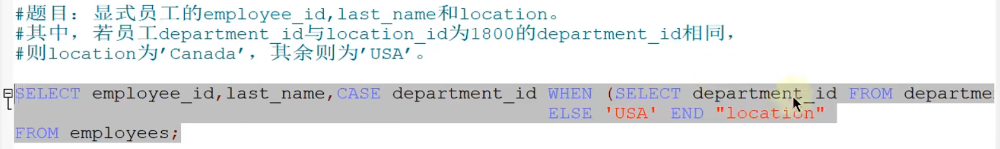 #题目：显式员工的employee_id,last_name和location。
#其中，若员工department_id与location_id为1800的department_id相同，
#则location为'Canada'，其余则为'USA'。
SELECT employee_id,last_name,CASE department_id WHEN (SELECT department_id FROM departme
ELSE 'USA' END "location"
FROM employees;